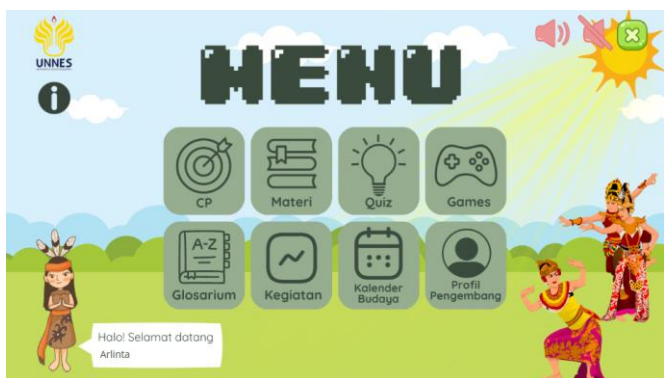 UNNES
i
MENU
CP
Materi
Quiz
Games
A-Z
Glosarium
Kegiatan
Kalender
Budaya
Profil
Pengembang
Halo! Selamat datang
Arlinta